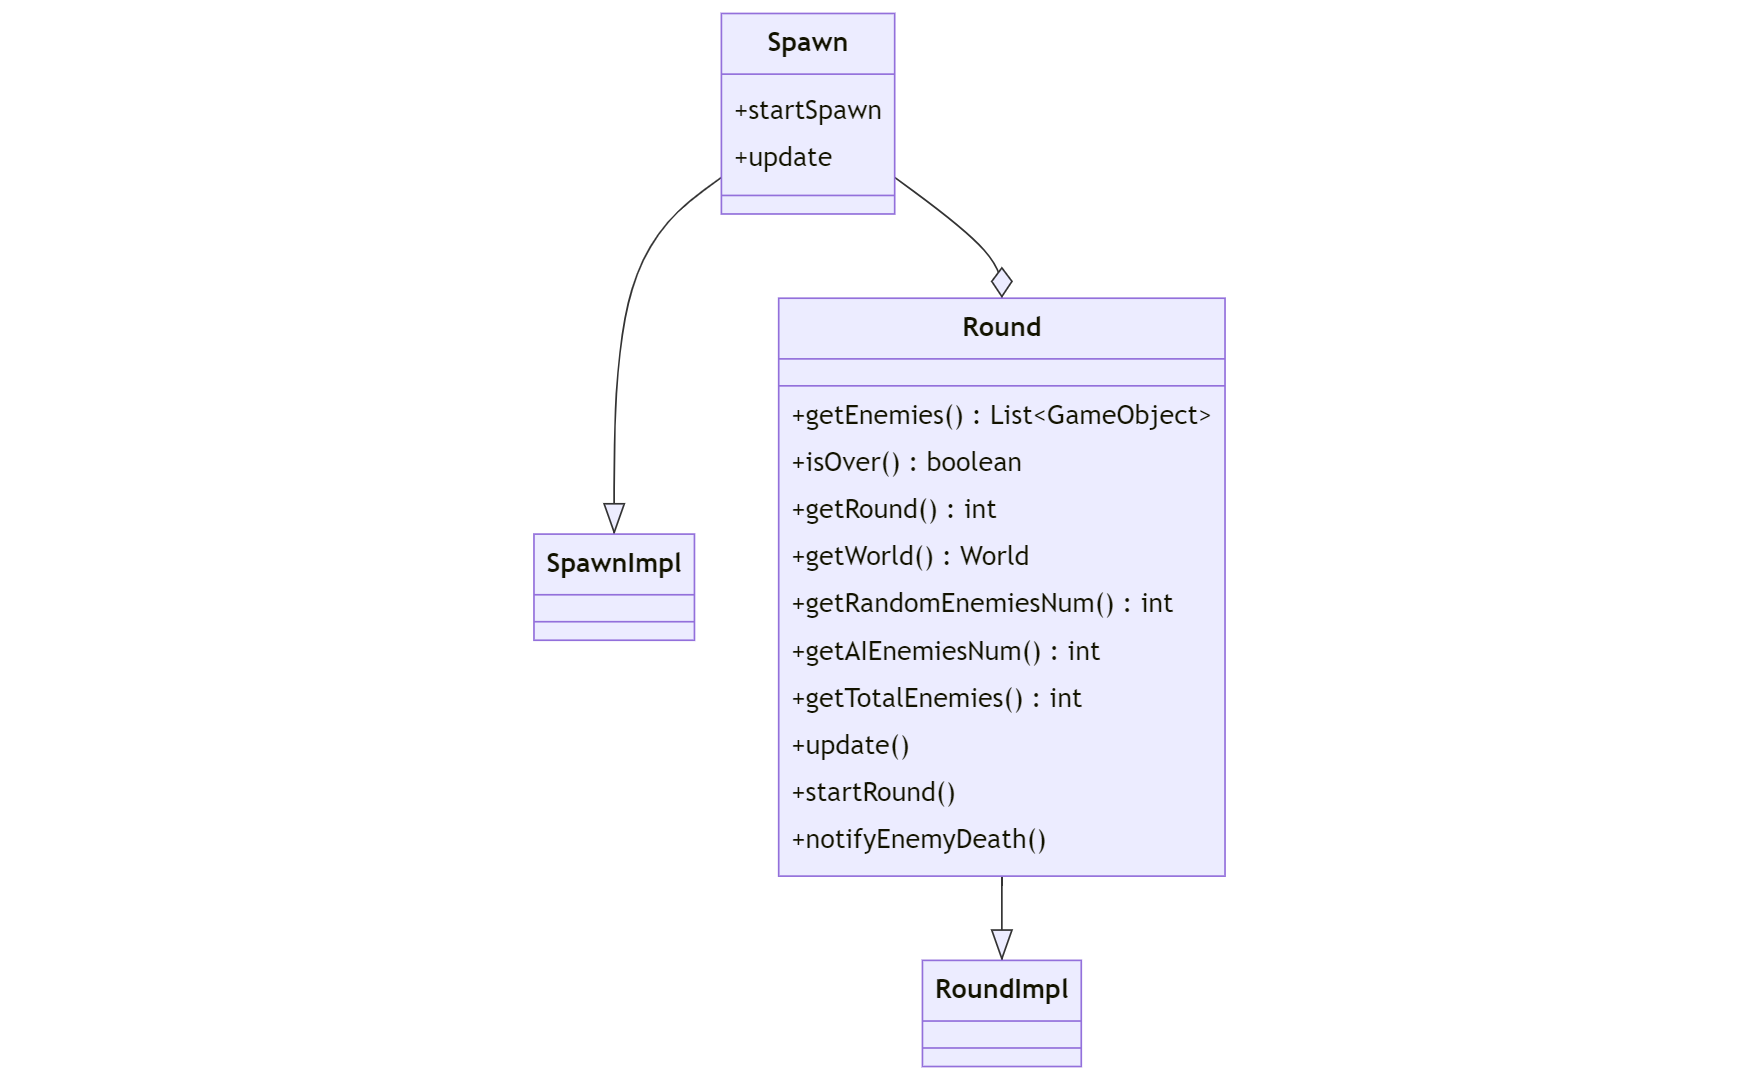 Spawn
+startSpawn
+update
Round
+getEnemies() : List<GameObject>
+isOver() : boolean
+getRound() : int
+getWorld() : World
+getRandomEnemiesNum() : int
+getAIEnemiesNum() : int
+getTotalEnemies() : int
+update()
+startRound()
+notifyEnemyDeath()
SpawnImpl
RoundImpl